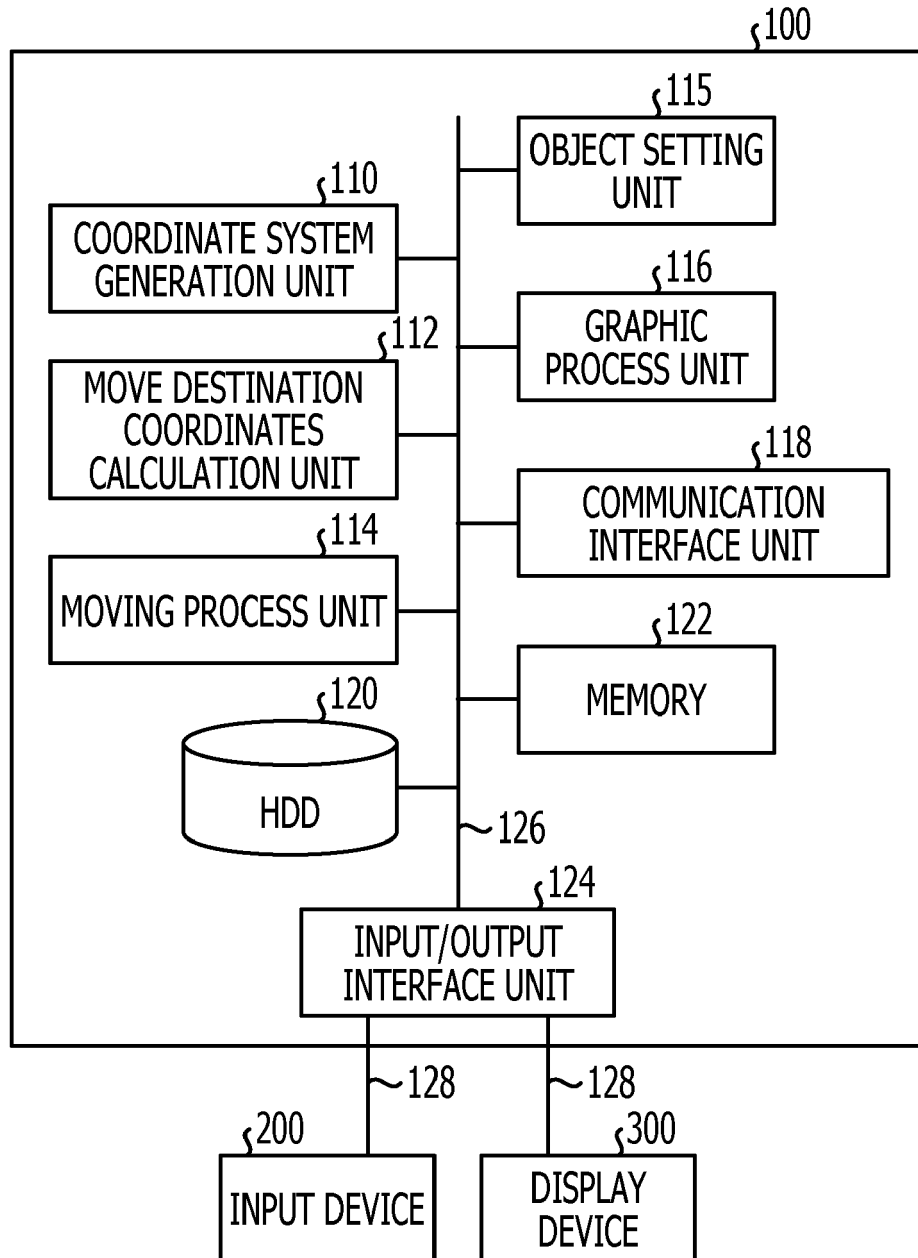 100
115
OBJECT SETTING
UNIT
110
COORDINATE SYSTEM
GENERATION UNIT
116
GRAPHIC
PROCESS UNIT
112
MOVE DESTINATION
COORDINATES
CALCULATION UNIT
118
COMMUNICATION
INTERFACE UNIT
114
MOVING PROCESS UNIT
122
MEMORY
120
HDD
126
124
INPUT/OUTPUT
INTERFACE UNIT
128
128
200
INPUT DEVICE
300
DISPLAY
DEVICE